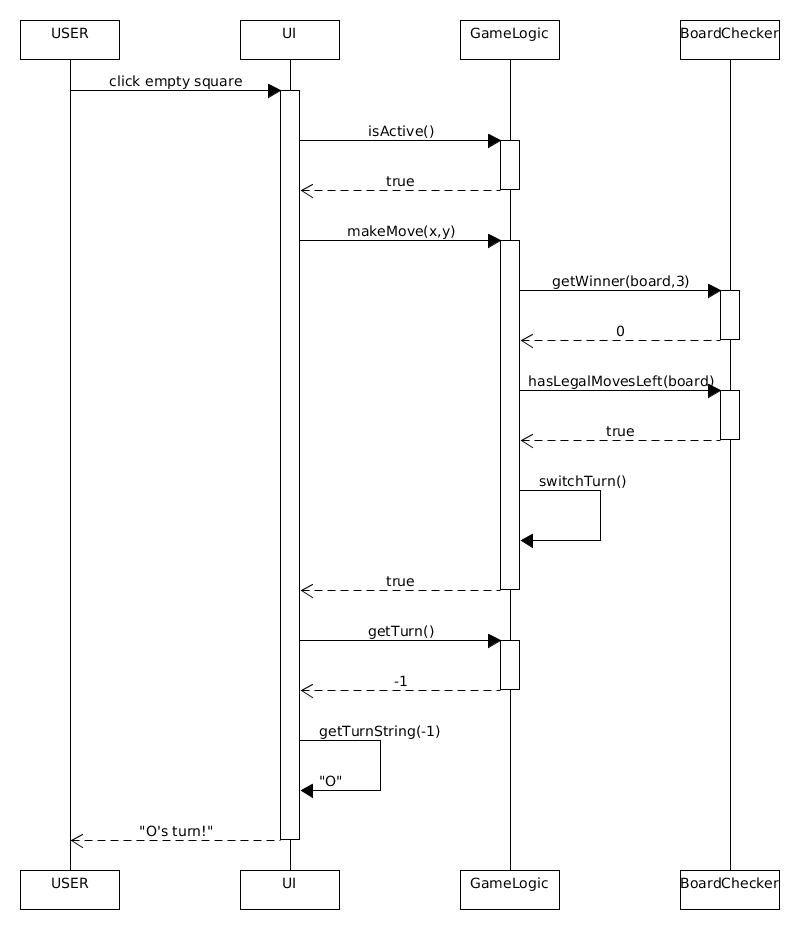 USER
UI
GameLogic
BoardChecker
click empty square
isActive()
true
makeMove(x,y)
getWinner(board,3)
0
hasLegalMovesLeft(board)
true
switchTurn()
true
getTurn()
-1
getTurnString(-1)
"O"
"O's turn!"
USER
UI
GameLogic
BoardChecker